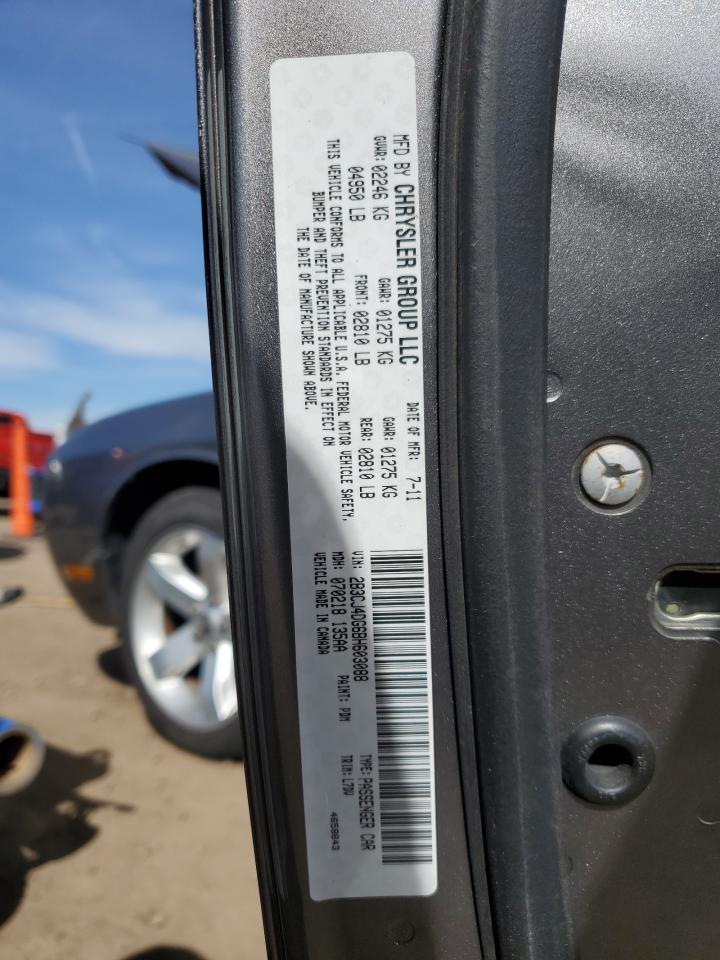 MFD BY CHRYSLER GROUP LLC DATE OF MFR: 7-11
GVWR: 02246 KG GAWR: 01275 KG GAWR: 01275 KG
04950 LB FRONT: 02810 LB REAR: 02810 LB
THIS VEHICLE CONFORMS TO ALL APPLICABLE U.S.A. FEDERAL MOTOR VEHICLE SAFETY,
BUMPER AND THEFT PREVENTION STANDARDS IN EFFECT ON
THE DATE OF MANUFACTURE SHOWN ABOVE.
VIN: 2B3CJ4DG6BH603088 TYPE: PASSENGER CAR
MDH: 070218 135AA PAINT: PDM TRIM: L7DV
VEHICLE MADE IN CANADA 4658843